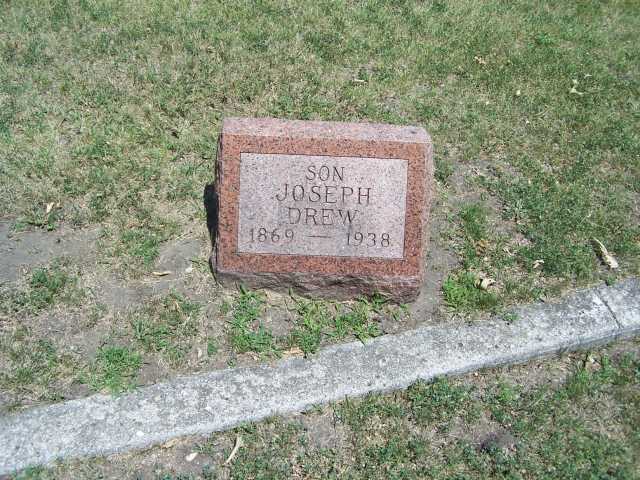 SON
JOSEPH
DREW
1869 — 1938